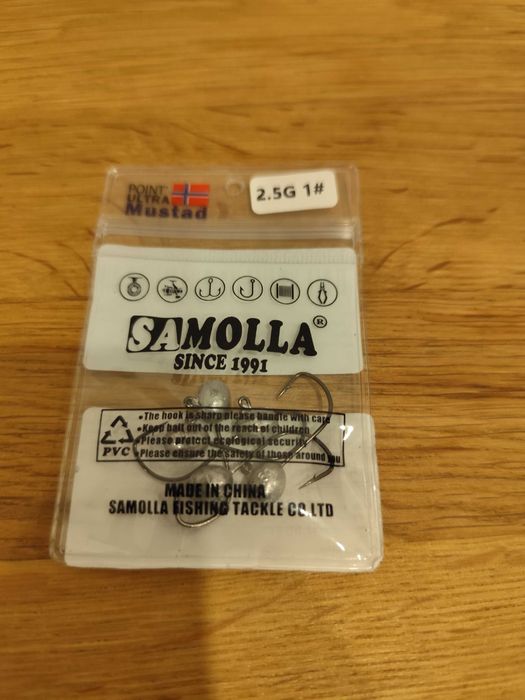 POINT
ULTRA
Mustad
2.5G 1#
SAMOLLA®
SINCE 1991
•The hook is sharp please handle with care
•Keep bait out of the reach of children
•Please protect ecological security
•Please ensure the safety of those around you
PVC
MADE IN CHINA
SAMOLLA FISHING TACKLE CO LTD